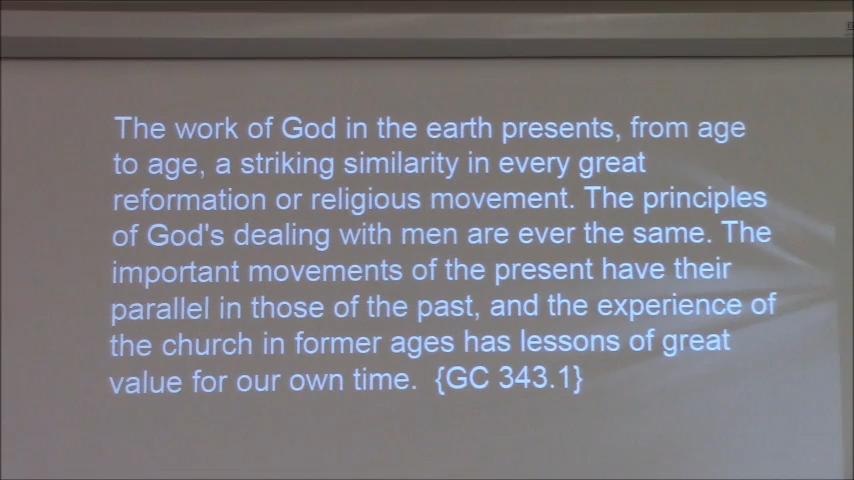 The work of God in the earth presents, from age
to age, a striking similarity in every great
reformation or religious movement. The principles
of God's dealing with men are ever the same. The
important movements of the present have their
parallel in those of the past, and the experience of
the church in former ages has lessons of great
value for our own time.  {GC 343.1}